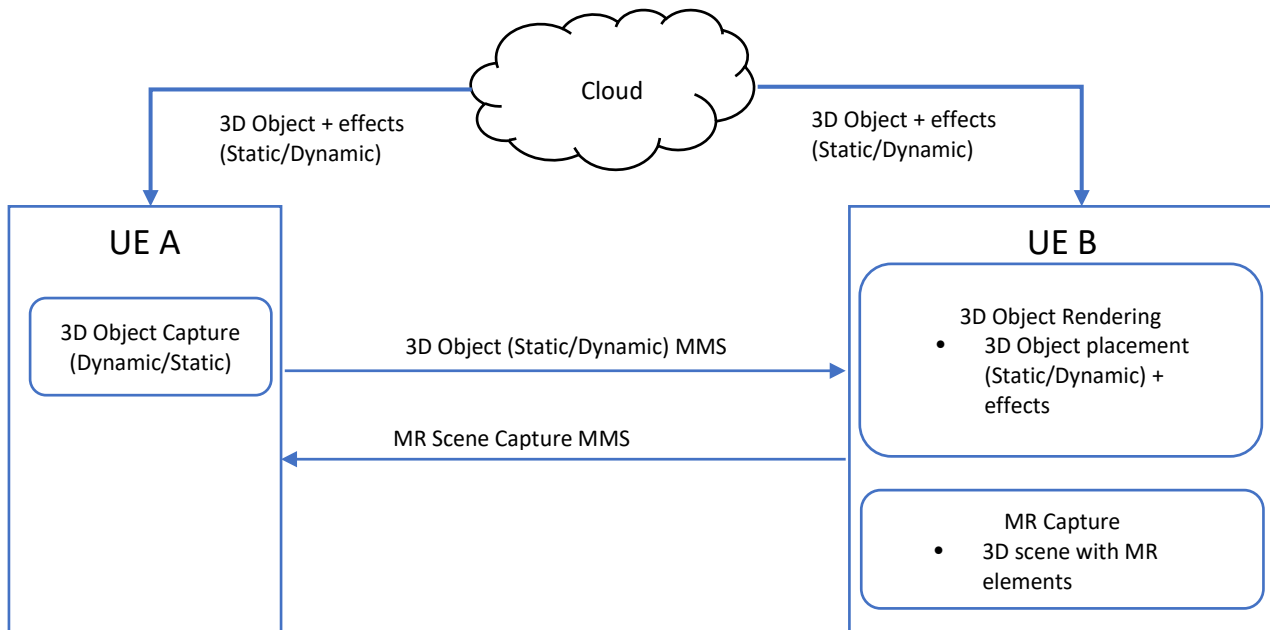 Cloud
3D Object + effects
(Static/Dynamic)
3D Object + effects
(Static/Dynamic)
UE A
3D Object Capture
(Dynamic/Static)
3D Object (Static/Dynamic) MMS
MR Scene Capture MMS
UE B
3D Object Rendering
• 3D Object placement
(Static/Dynamic) +
effects
MR Capture
• 3D scene with MR
elements